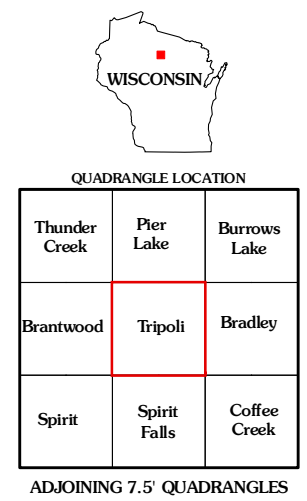 WISCONSIN
QUADRANGLE LOCATION
Thunder
Creek
Pier
Lake
Burrows
Lake
Brantwood
Tripoli
Bradley
Spirit
Spirit
Falls
Coffee
Creek
ADJOINING 7.5' QUADRANGLES